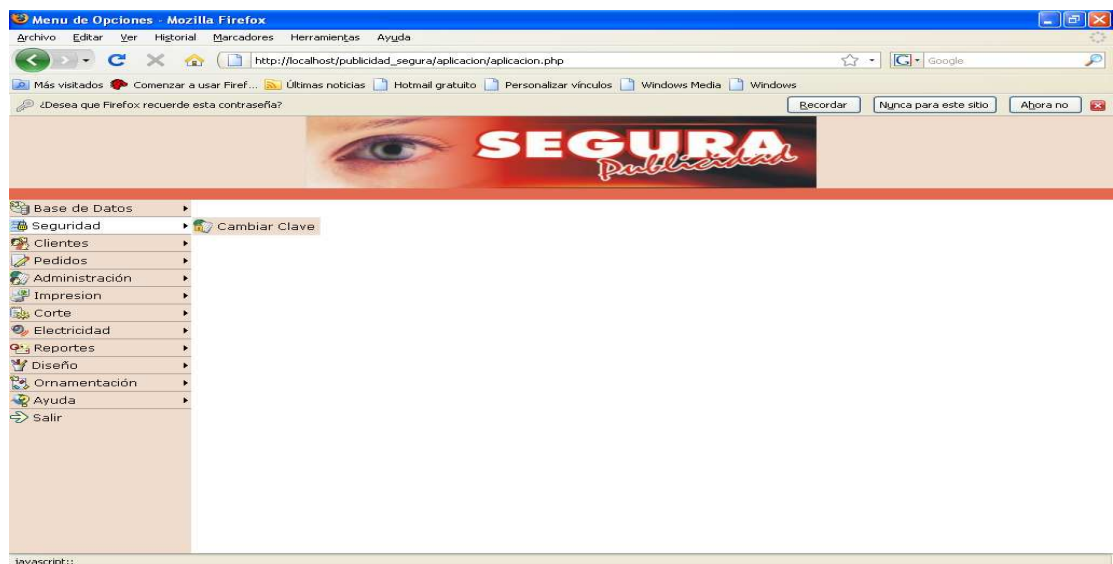 Menu de Opciones - Mozilla Firefox
Archivo Editar Ver Historial Marcadores Herramientas Ayuda
http://localhost/publicidad_segura/aplicacion/aplicacion.php Google
Más visitados Comenzar a usar Firef... Últimas noticias Hotmail gratuito Personalizar vínculos Windows Media Windows
¿Desea que Firefox recuerde esta contraseña? Recordar Nunca para este sitio Ahora no
SEGURA
Publicidad
Base de Datos
Seguridad Cambiar Clave
Clientes
Pedidos
Administración
Impresion
Corte
Electricidad
Reportes
Diseño
Ornamentación
Ayuda
Salir
javascript:;